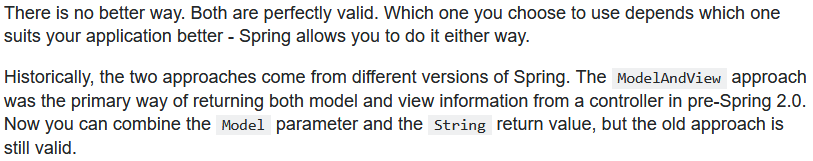 There is no better way. Both are perfectly valid. Which one you choose to use depends which one
suits your application better - Spring allows you to do it either way.
Historically, the two approaches come from different versions of Spring. The ModelAndView approach
was the primary way of returning both model and view information from a controller in pre-Spring 2.0.
Now you can combine the Model parameter and the String return value, but the old approach is
still valid.